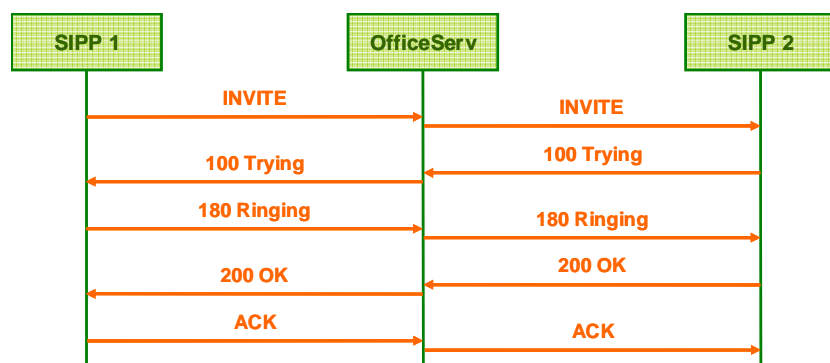 SIPP 1
OfficeServ
SIPP 2
INVITE
INVITE
100 Trying
100 Trying
180 Ringing
180 Ringing
200 OK
200 OK
ACK
ACK